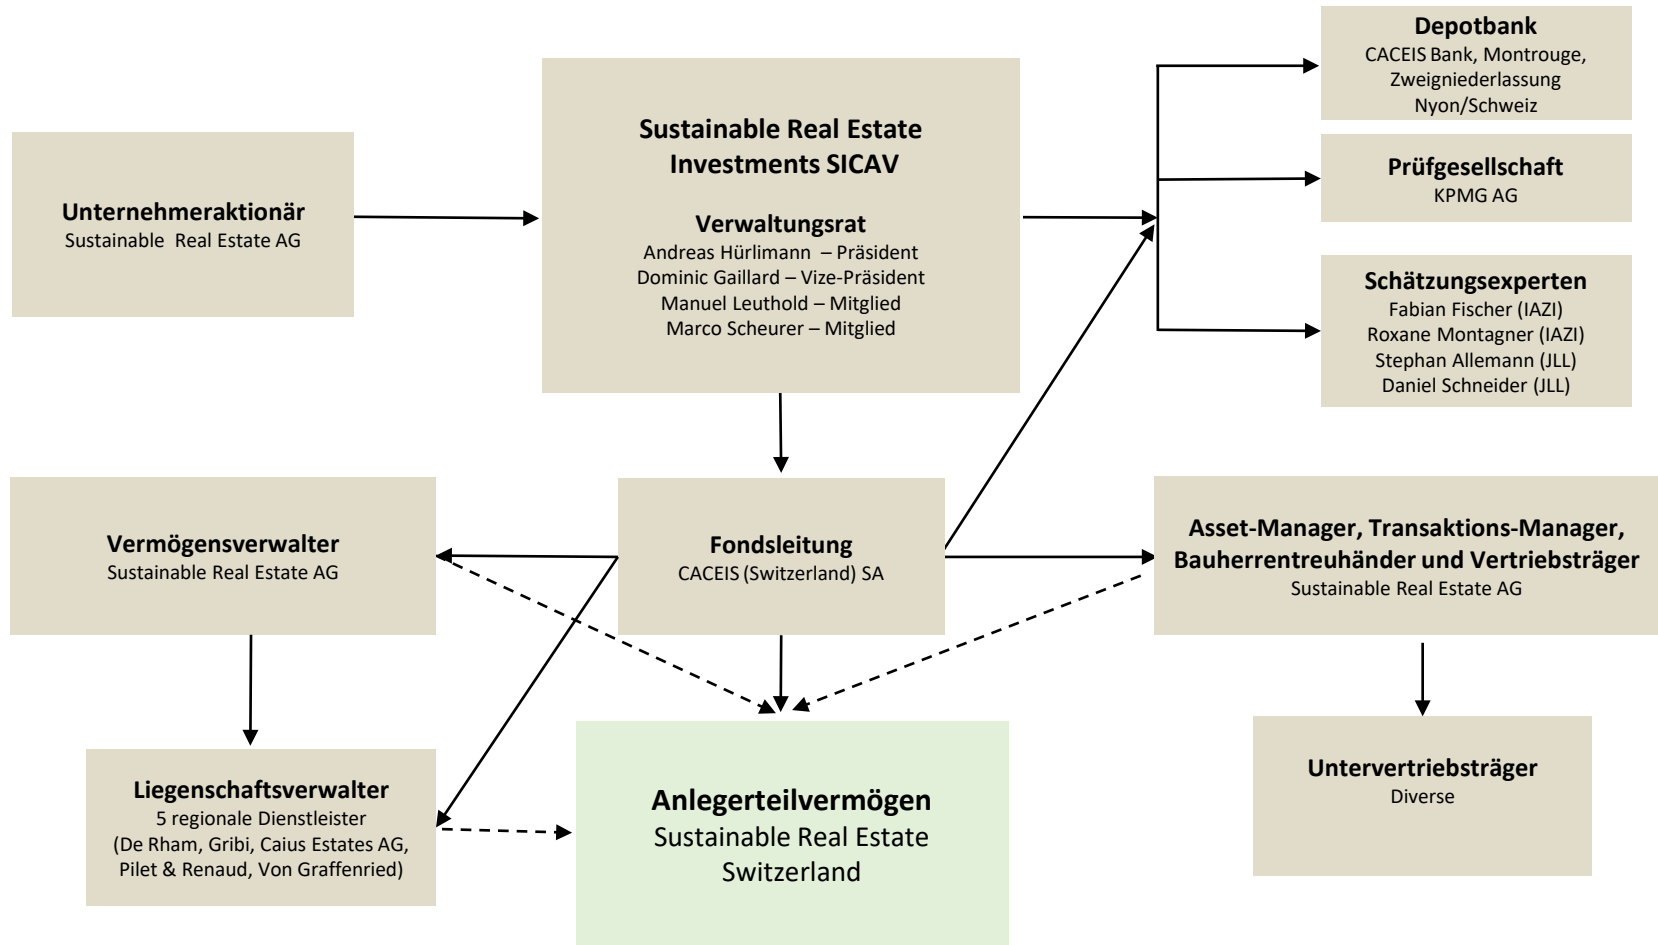 Depotbank
CACEIS Bank, Montrouge,
Zweigniederlassung
Nyon/Schweiz
Sustainable Real Estate
Investments SICAV
Verwaltungsrat
Andreas Hürlimann – Präsident
Dominic Gaillard – Vize-Präsident
Manuel Leuthold – Mitglied
Marco Scheurer – Mitglied
Prüfgesellschaft
KPMG AG
Unternehmeraktionär
Sustainable Real Estate AG
Schätzungsexperten
Fabian Fischer (IAZI)
Roxane Montagner (IAZI)
Stephan Allemann (JLL)
Daniel Schneider (JLL)
Vermögensverwalter
Sustainable Real Estate AG
Fondsleitung
CACEIS (Switzerland) SA
Asset-Manager, Transaktions-Manager,
Bauherrentreuhänder und Vertriebsträger
Sustainable Real Estate AG
Liegenschaftsverwalter
5 regionale Dienstleister
(De Rham, Gribi, Caius Estates AG,
Pilet & Renaud, Von Graffenried)
Anlegerteilvermögen
Sustainable Real Estate
Switzerland
Untervertriebsträger
Diverse